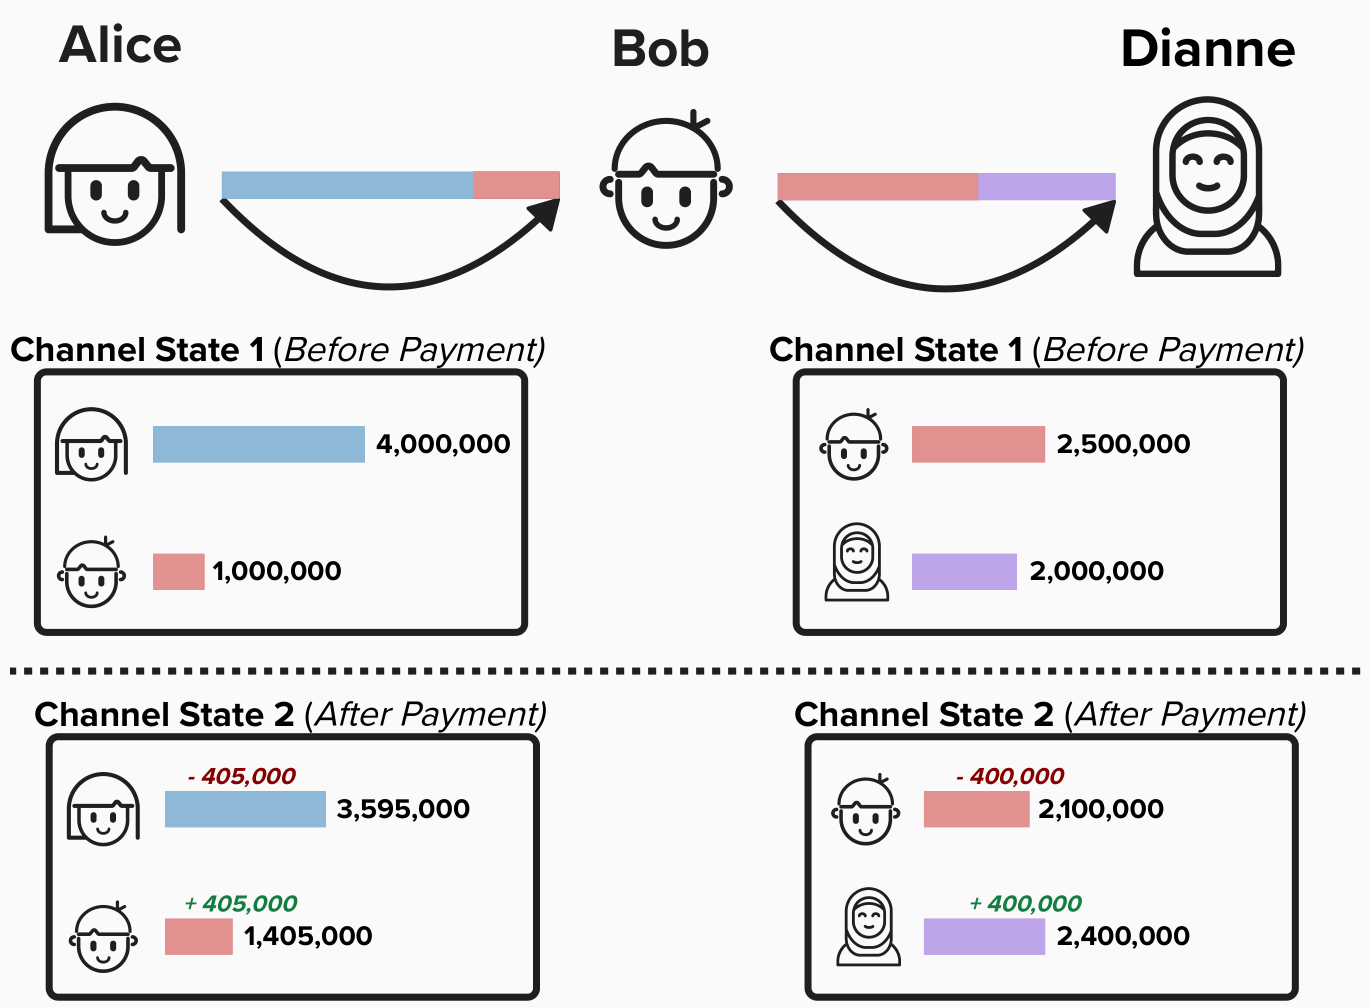 Alice
Bob
Dianne
Channel State 1 (Before Payment)
4,000,000
1,000,000
Channel State 1 (Before Payment)
2,500,000
2,000,000
Channel State 2 (After Payment)
- 405,000
3,595,000
+ 405,000
1,405,000
Channel State 2 (After Payment)
- 400,000
2,100,000
+ 400,000
2,400,000